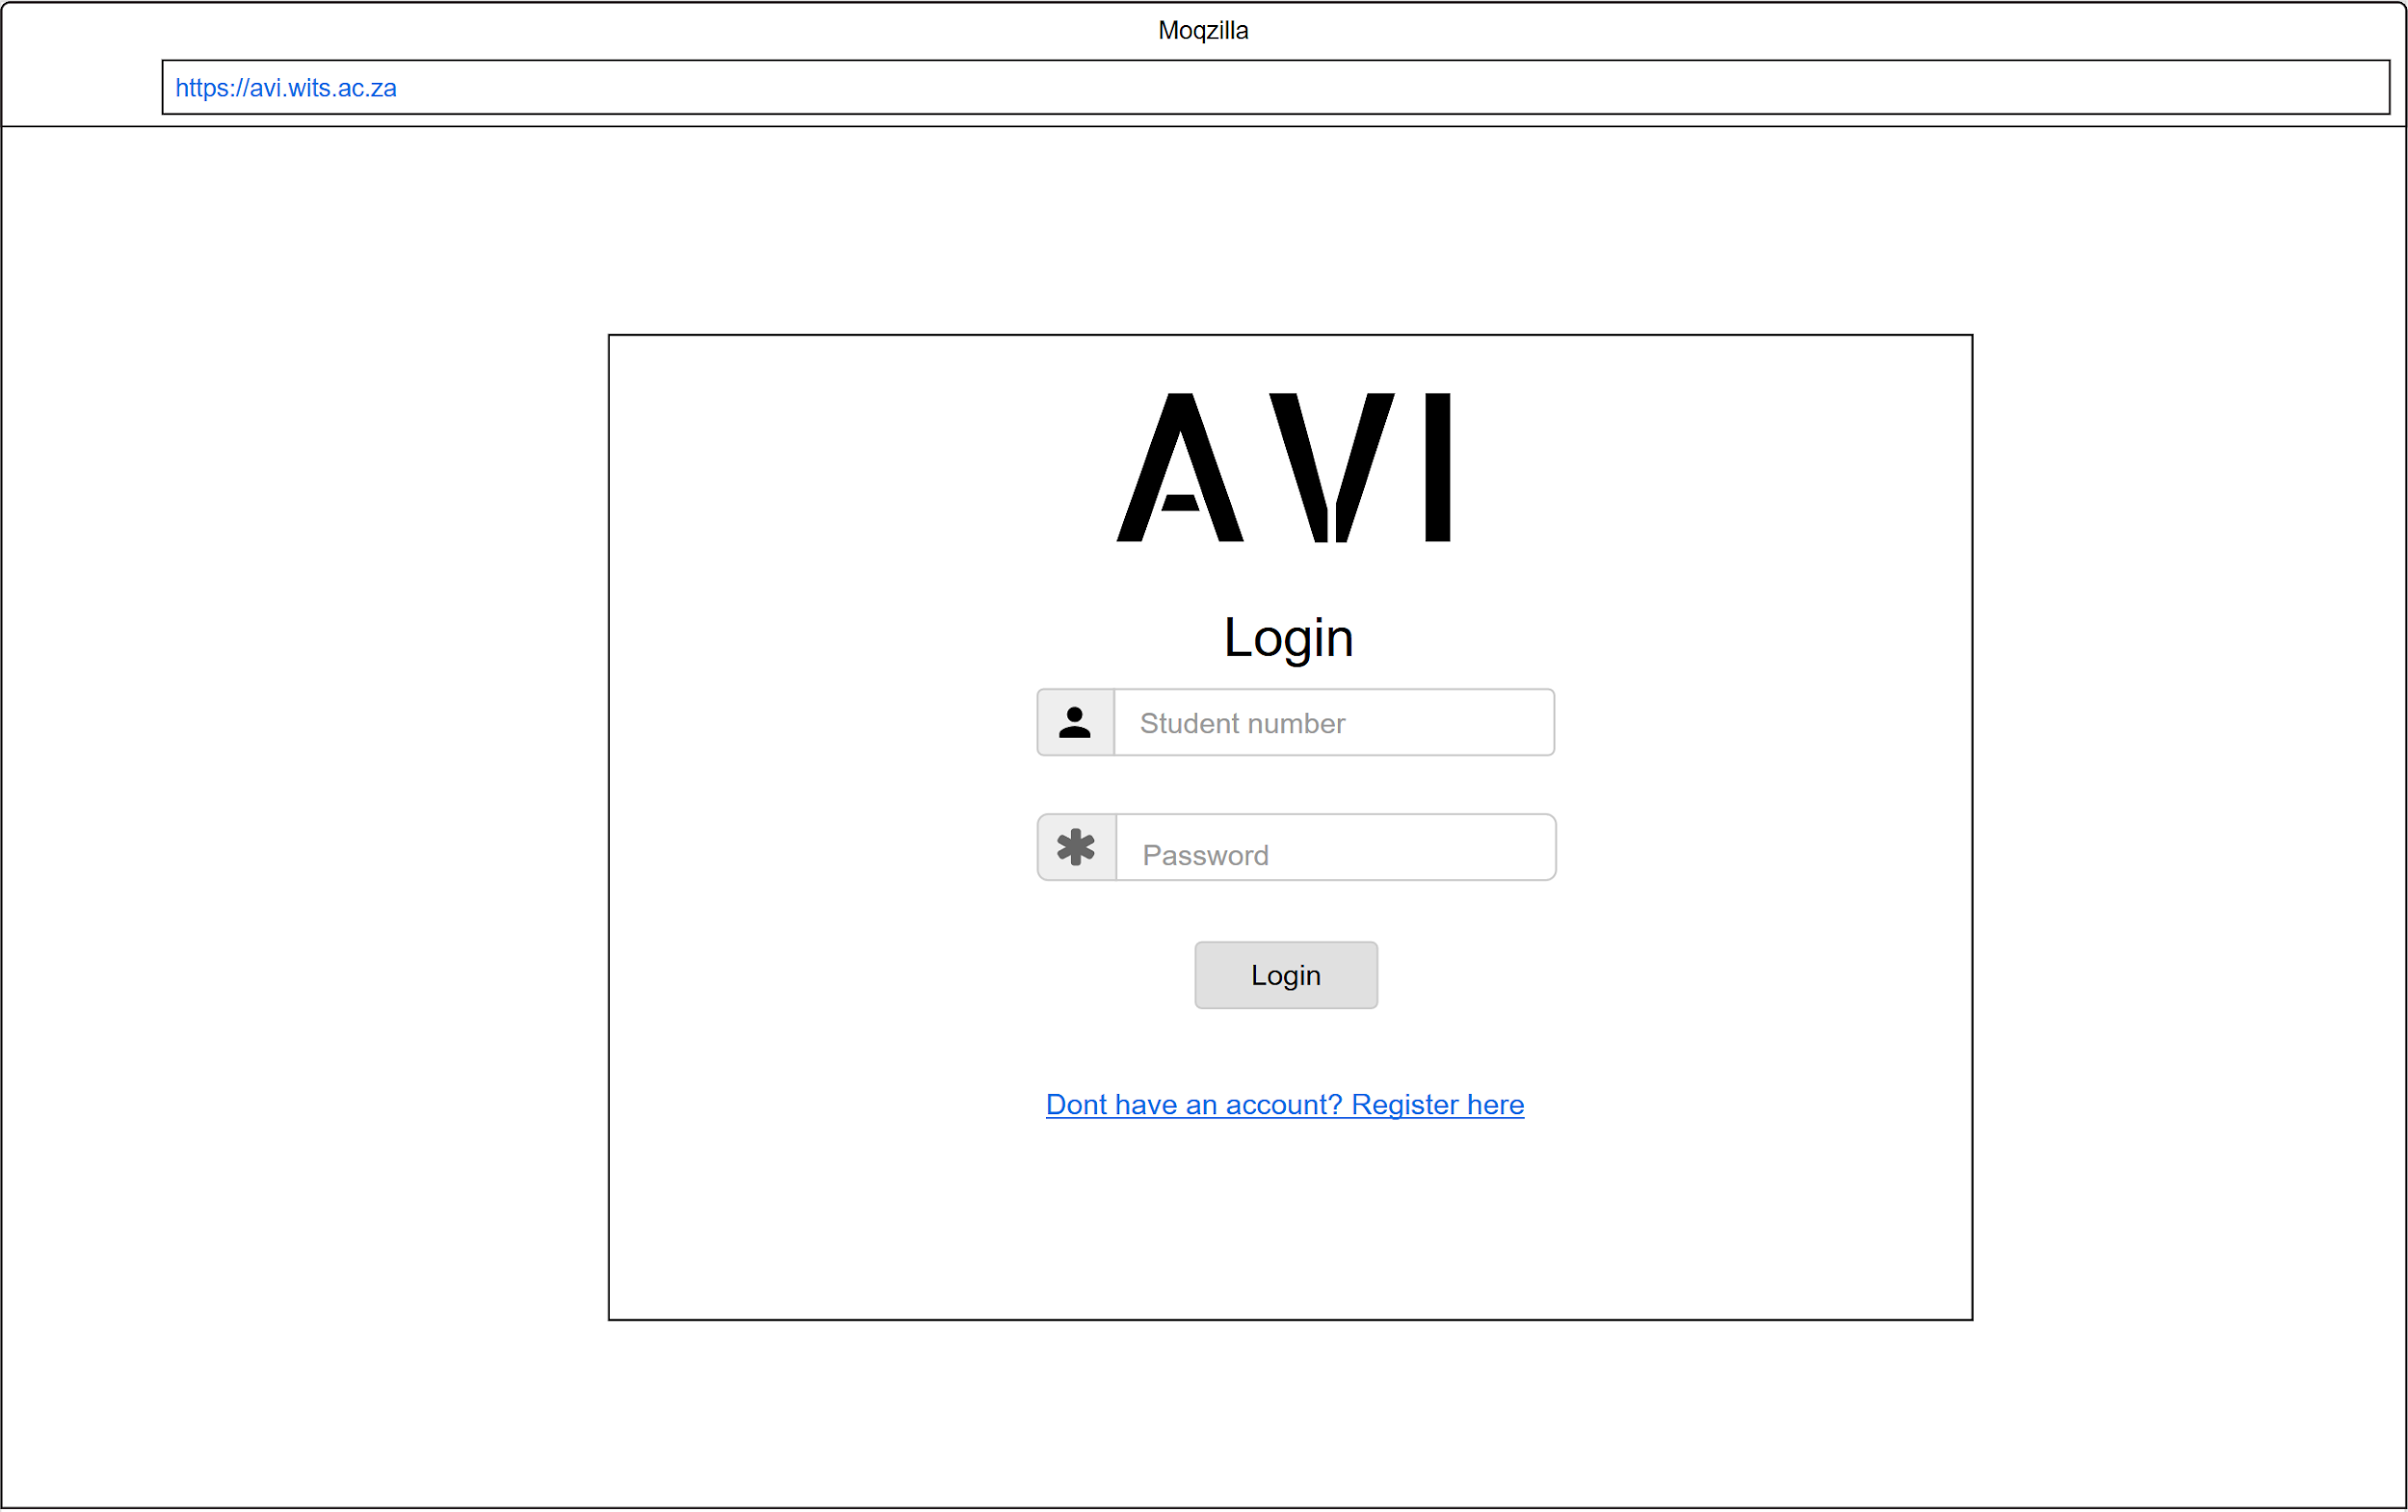 Moqzilla
https://avi.wits.ac.za
AVI
Login
Student number
Password
Login
Dont have an account? Register here